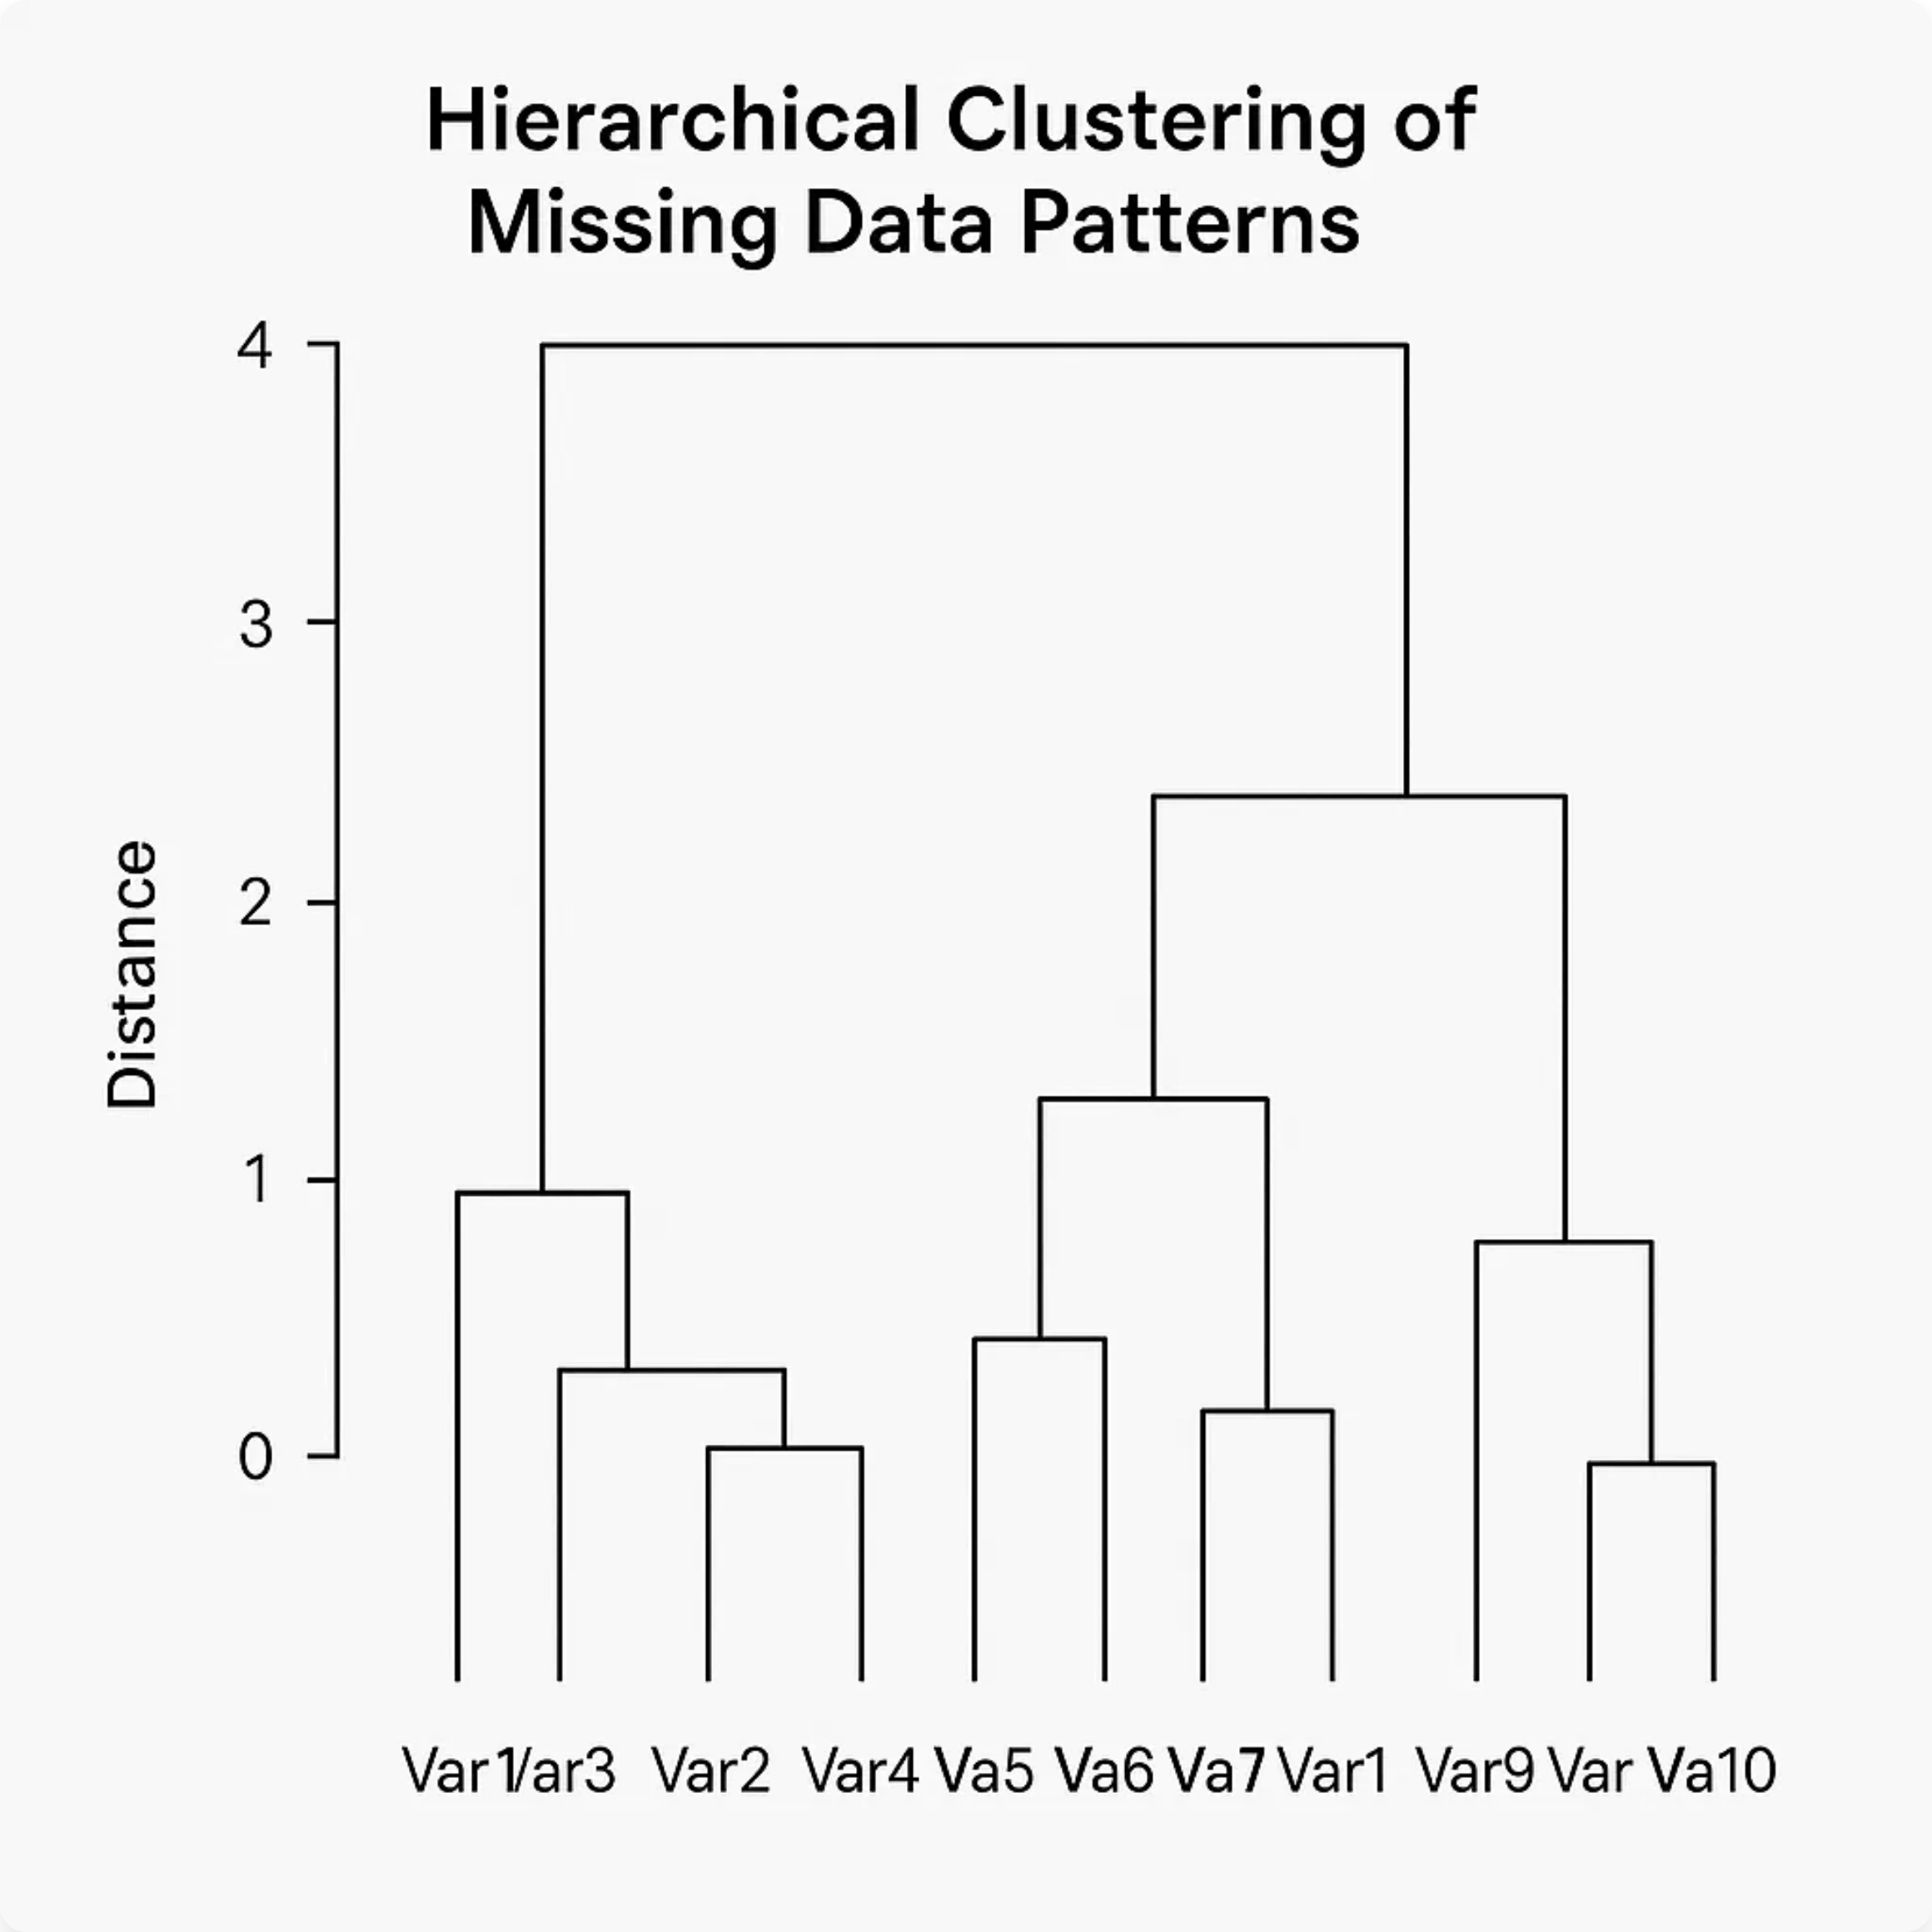 Hierarchical Clustering of
Missing Data Patterns
4
3
2
1
0
Distance
Var1/ar3 Var2 Var4 Va5 Va6 Va7 Var1 Var9 Var Va10